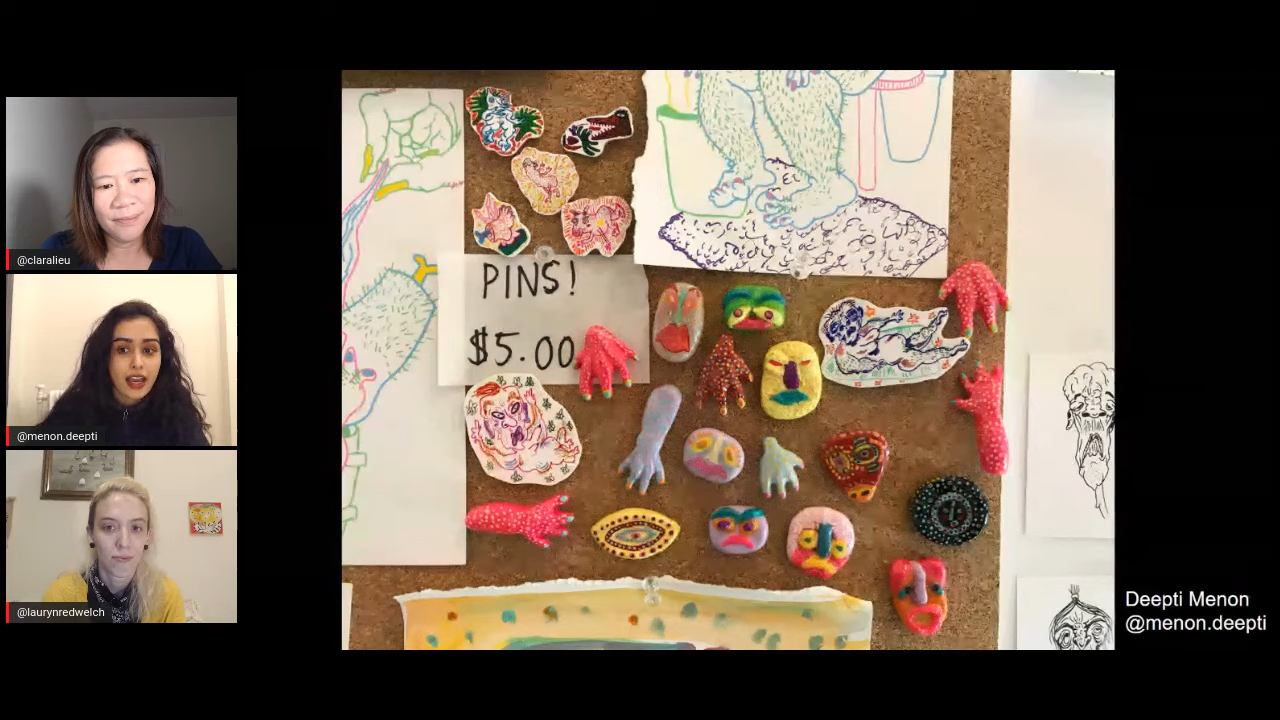 @claralieu
@menon.deepti
@laurynredwelch
PINS!
$5.00
Deepti Menon
@menon.deepti